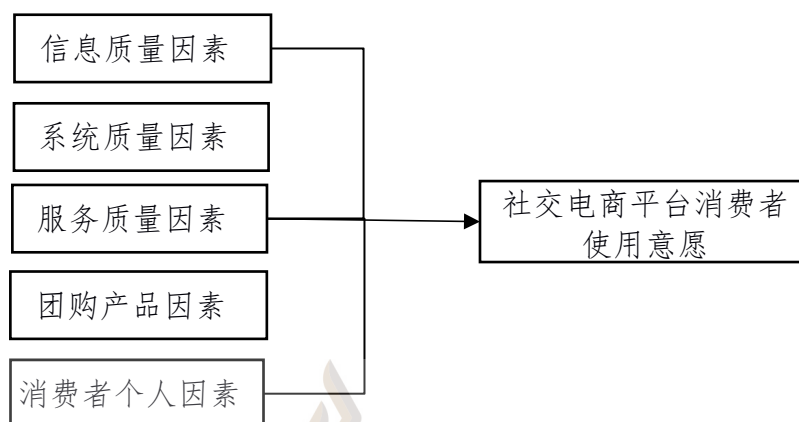 信息质量因素
系统质量因素
服务质量因素
团购产品因素
消费者个人因素
社交电商平台消费者
使用意愿